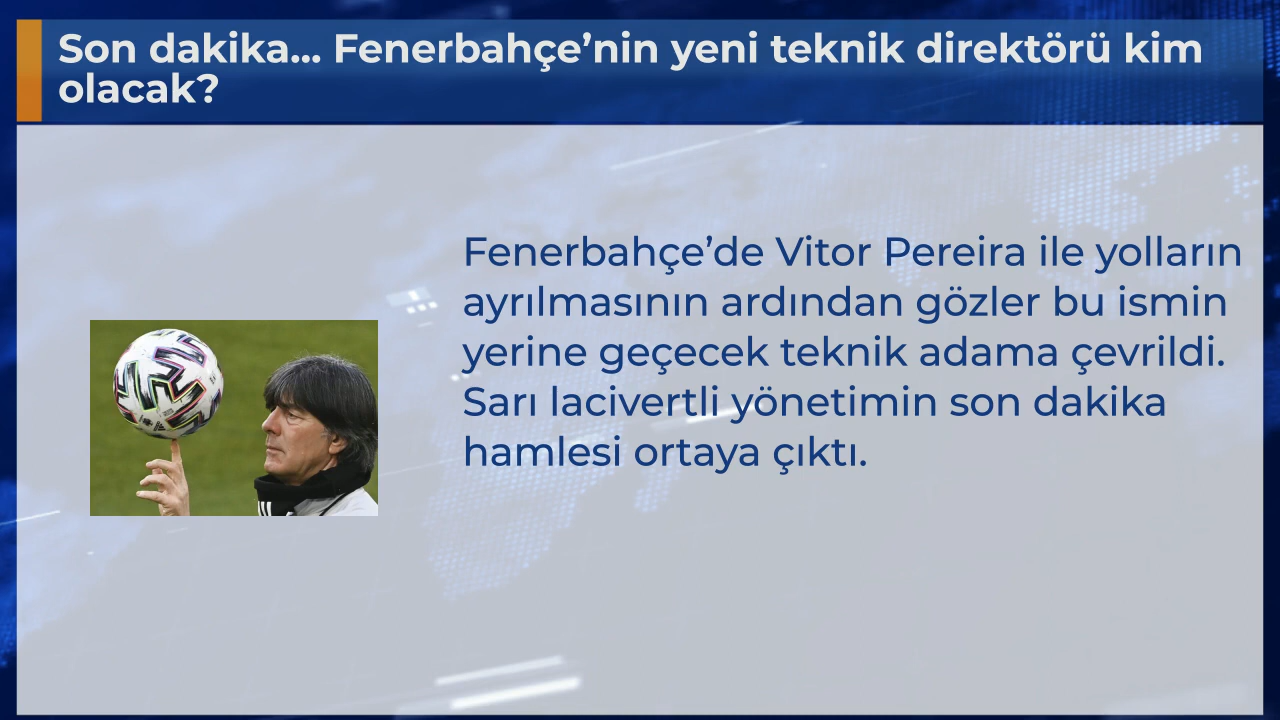 Son dakika... Fenerbahçe’nin yeni teknik direktörü kim
olacak?
Fenerbahçe’de Vitor Pereira ile yolların
ayrılmasının ardından gözler bu ismin
yerine geçecek teknik adama çevrildi.
Sarı lacivertli yönetimin son dakika
hamlesi ortaya çıktı.